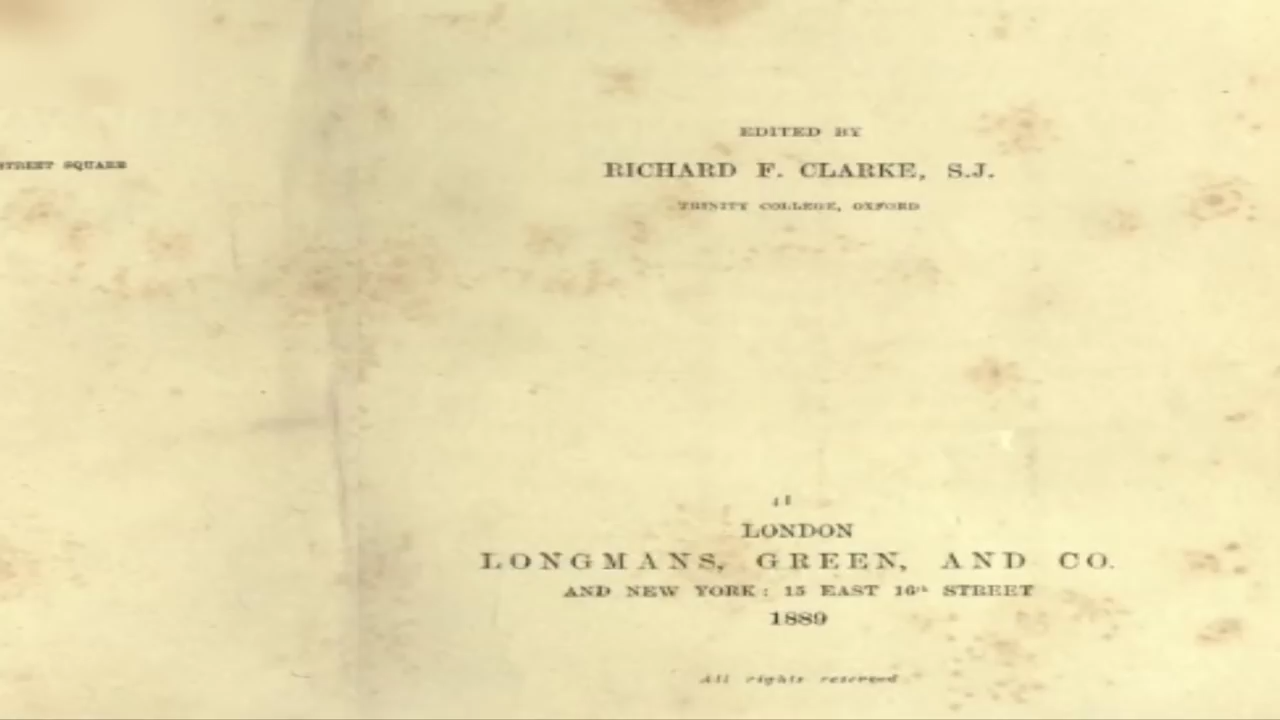 STREET SQUARE
EDITED BY
RICHARD F. CLARKE, S.J.
TRINITY COLLEGE, OXFORD
LONDON
LONGMANS, GREEN, AND CO.
AND NEW YORK: 15 EAST 16th STREET
1889
All rights reserved